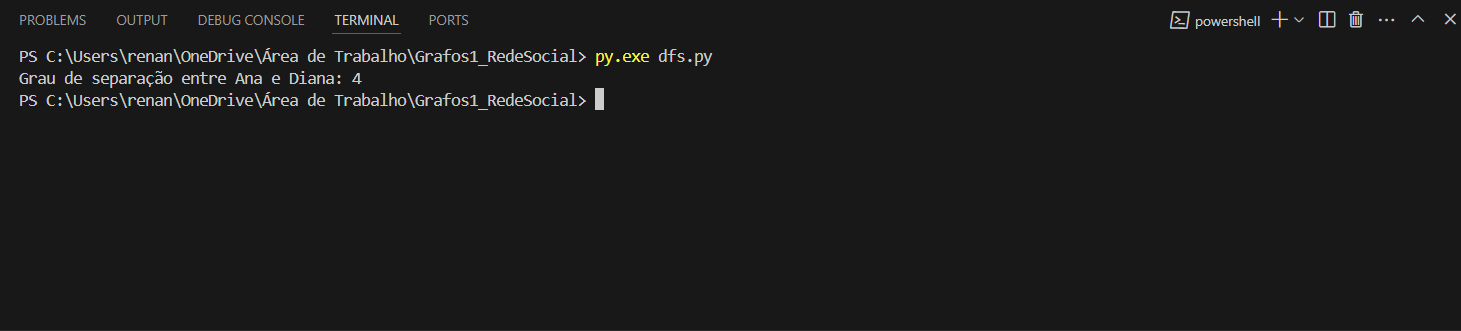 PROBLEMS OUTPUT DEBUG CONSOLE TERMINAL PORTS powershell
PS C:\Users\renan\OneDrive\Área de Trabalho\Grafos1_RedeSocial> py.exe dfs.py
Grau de separação entre Ana e Diana: 4
PS C:\Users\renan\OneDrive\Área de Trabalho\Grafos1_RedeSocial>